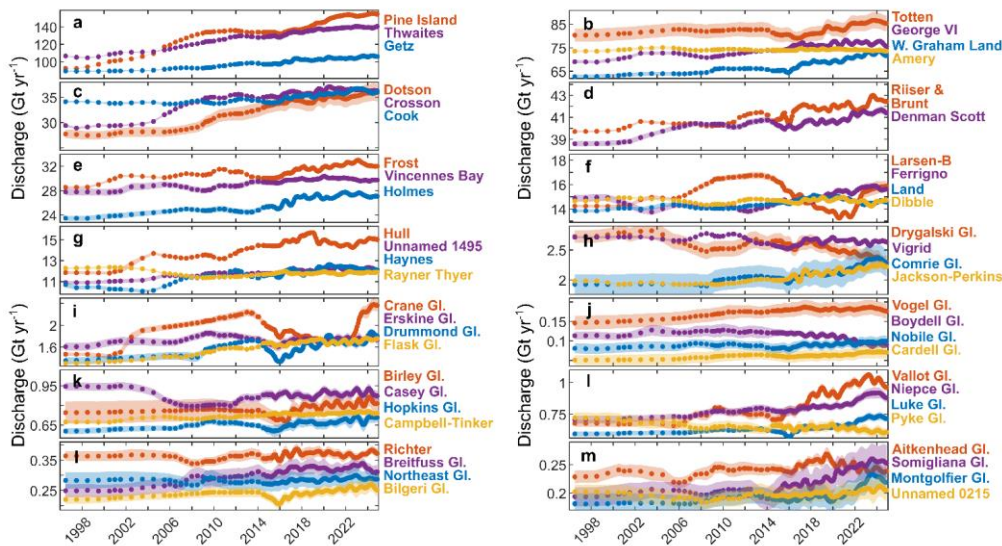 a
Pine Island
Thwaites
Getz
140
120
100
b
Totten
George VI
W. Graham Land
Amery
85
75
65
c
Dotson
Crosson
Cook
35
30
d
Riiser &
Brunt
Denman Scott
43
41
39
e
Frost
Vincennes Bay
Holmes
32
28
24
f
Larsen-B
Ferrigno
Land
Dibble
18
16
14
g
Hull
Unnamed 1495
Haynes
Rayner Thyer
15
13
11
h
Drygalski Gl.
Vigrid
Comrie Gl.
Jackson-Perkins
2.5
2
i
Crane Gl.
Erskine Gl.
Drummond Gl.
Flask Gl.
2
1.6
j
Vogel Gl.
Boydell Gl.
Nobile Gl.
Cardell Gl.
0.15
0.1
k
Birley Gl.
Casey Gl.
Hopkins Gl.
Campbell-Tinker
0.95
0.65
l
Vallot Gl.
Niepce Gl.
Luke Gl.
Pyke Gl.
1
0.75
l
Richter
Breitfuss Gl.
Northeast Gl.
Bilgeri Gl.
0.35
0.25
m
Aitkenhead Gl.
Somigliana Gl.
Montgolfier Gl.
Unnamed 0215
0.25
0.2
Discharge (Gt yr⁻¹)
Discharge (Gt yr⁻¹)
Discharge (Gt yr⁻¹)
Discharge (Gt yr⁻¹)
1998 2002 2006 2010 2014 2018 2022
1998 2002 2006 2010 2014 2018 2022